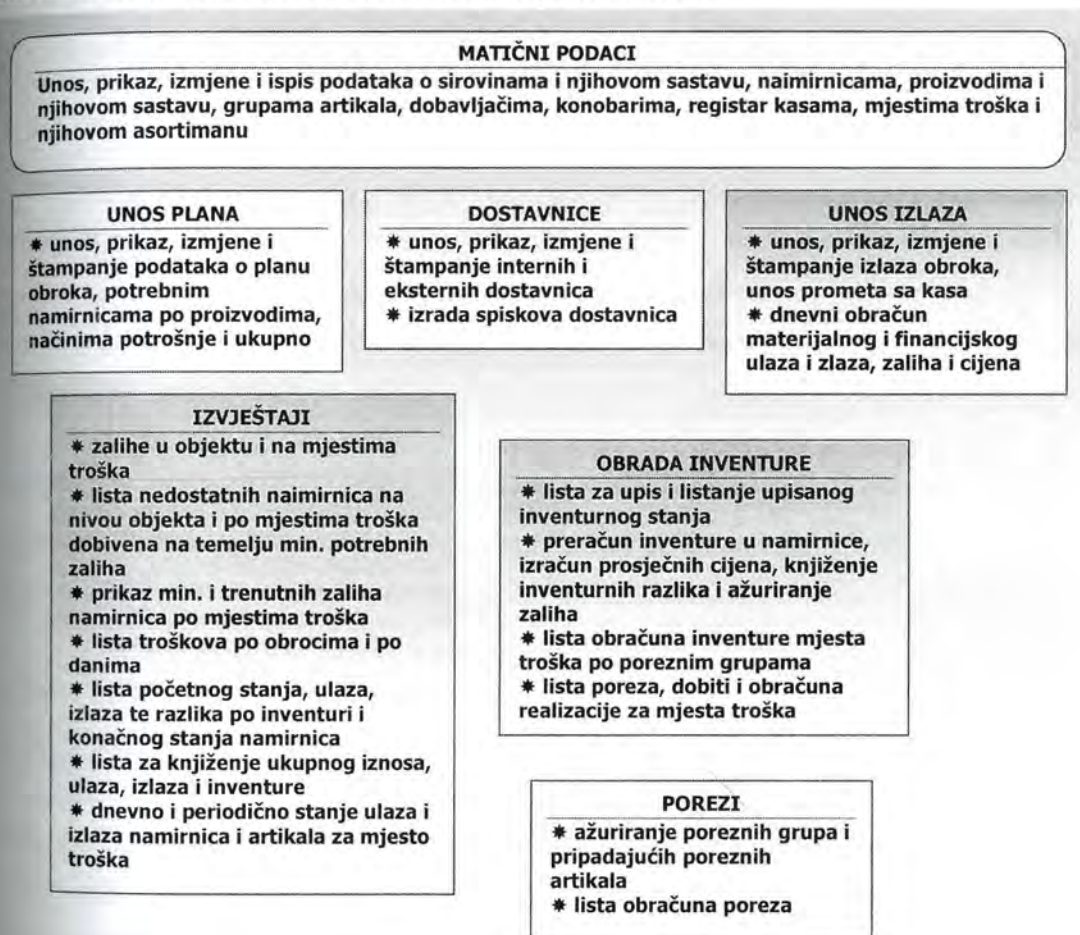 MATIČNI PODACI
Unos, prikaz, izmjene i ispis podataka o sirovinama i njihovom sastavu, naimirnicama, proizvodima i
njihovom sastavu, grupama artikala, dobavljačima, konobarima, registar kasama, mjestima troška i
njihovom asortimanu
UNOS PLANA
* unos, prikaz, izmjene i
štampanje podataka o planu
obroka, potrebnim
namirnicama po proizvodima,
načinima potrošnje i ukupno
DOSTAVNICE
* unos, prikaz, izmjene i
štampanje internih i
eksternih dostavnica
* izrada spiskova dostavnica
UNOS IZLAZA
* unos, prikaz, izmjene i
štampanje izlaza obroka,
unos prometa sa kasa
* dnevni obračun
materijalnog i financijskog
ulaza i zlaza, zaliha i cijena
IZVJEŠTAJI
* zalihe u objektu i na mjestima
troška
* lista nedostatnih naimirnica na
nivou objekta i po mjestima troška
dobivena na temelju min. potrebnih
zaliha
* prikaz min. i trenutnih zaliha
namirnica po mjestima troška
* lista troškova po obrocima i po
danima
* lista početnog stanja, ulaza,
izlaza te razlika po inventuri i
konačnog stanja namirnica
* lista za knjiženje ukupnog iznosa,
ulaza, izlaza i inventure
* dnevno i periodično stanje ulaza i
izlaza namirnica i artikala za mjesto
troška
OBRADA INVENTURE
* lista za upis i listanje upisanog
inventurnog stanja
* preračun inventure u namirnice,
izračun prosječnih cijena, knjiženje
inventurnih razlika i ažuriranje
zaliha
* lista obračuna inventure mjesta
troška po poreznim grupama
* lista poreza, dobiti i obračuna
realizacije za mjesta troška
POREZI
* ažuriranje poreznih grupa i
pripadajućih poreznih
artikala
* lista obračuna poreza